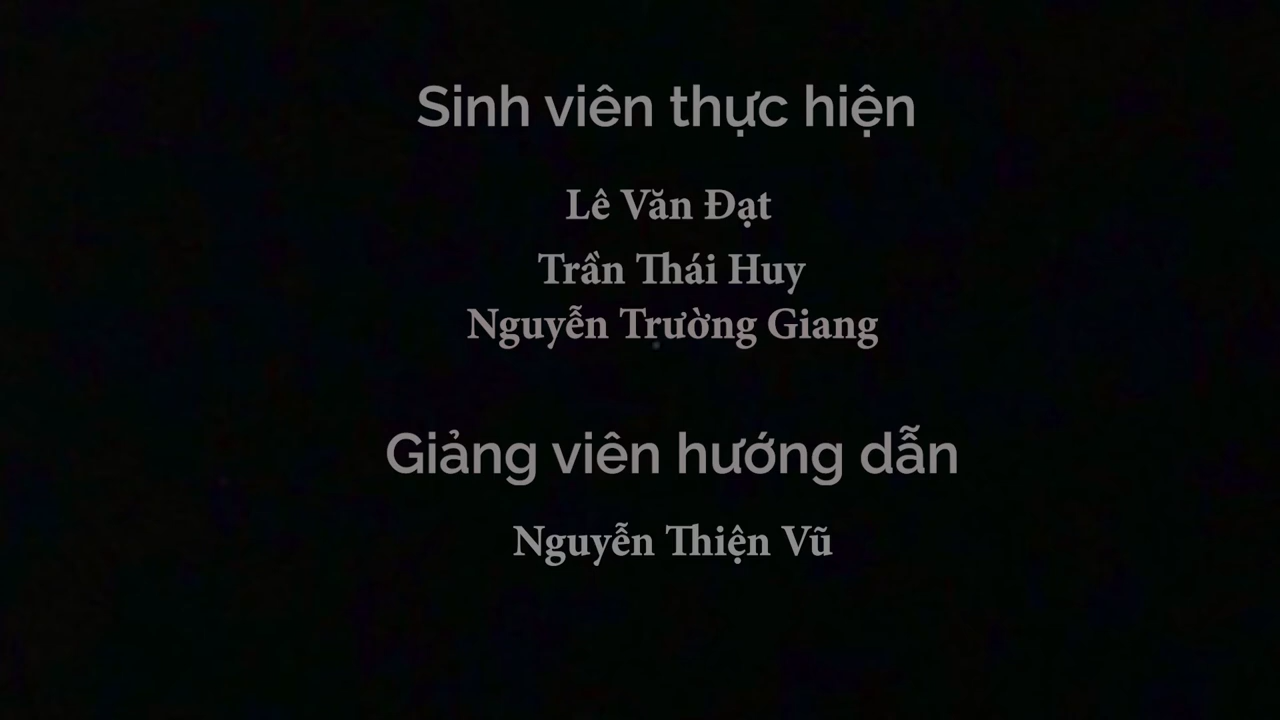 Sinh viên thực hiện
Lê Văn Đạt
Trần Thái Huy
Nguyễn Trường Giang
Giảng viên hướng dẫn
Nguyễn Thiện Vũ